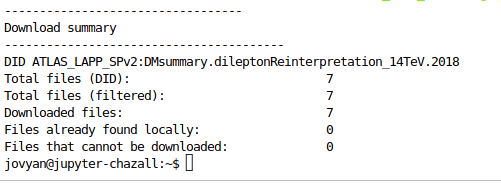 ----------------------------------
Download summary
----------------------------------------
DID ATLAS_LAPP_SPv2:DMsummary.dileptonReinterpretation_14TeV.2018
Total files (DID): 7
Total files (filtered): 7
Downloaded files: 7
Files already found locally: 0
Files that cannot be downloaded: 0
jovyan@jupyter-chazall:~$